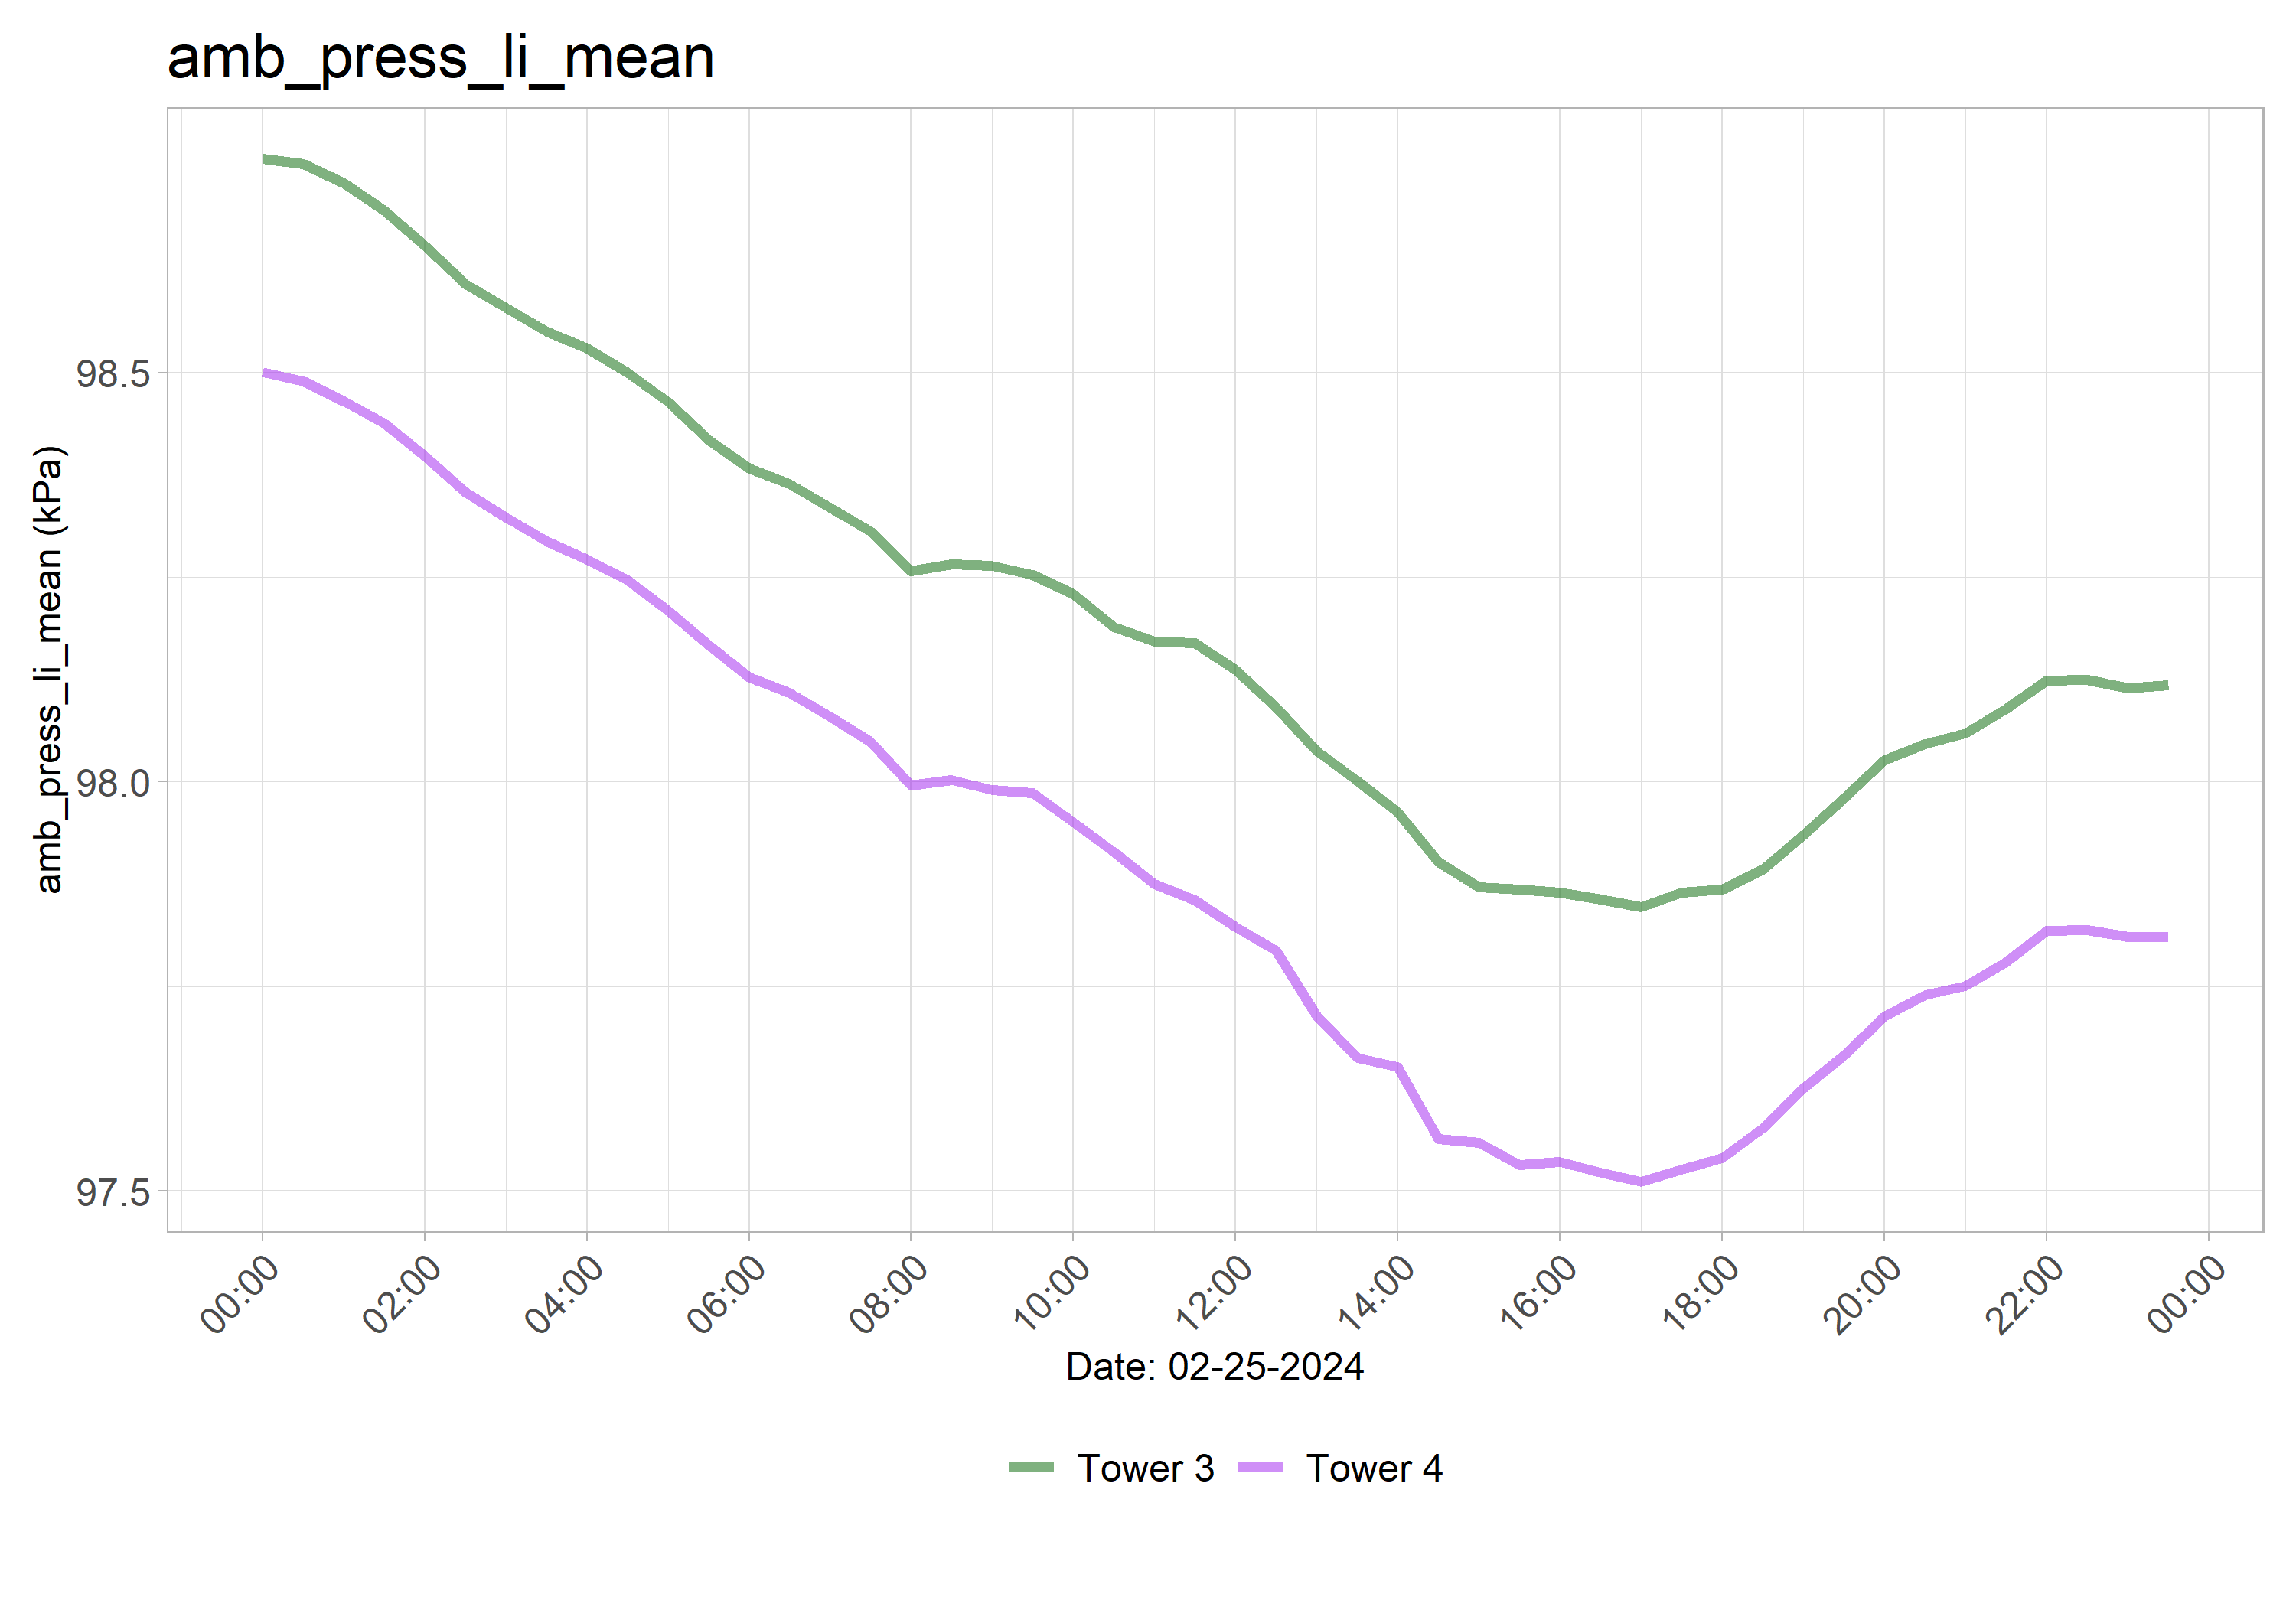 amb_press_li_mean
amb_press_li_mean (kPa)
98.5
98.0
97.5
00:00 02:00 04:00 06:00 08:00 10:00 12:00 14:00 16:00 18:00 20:00 22:00 00:00
Date: 02-25-2024
Tower 3 Tower 4